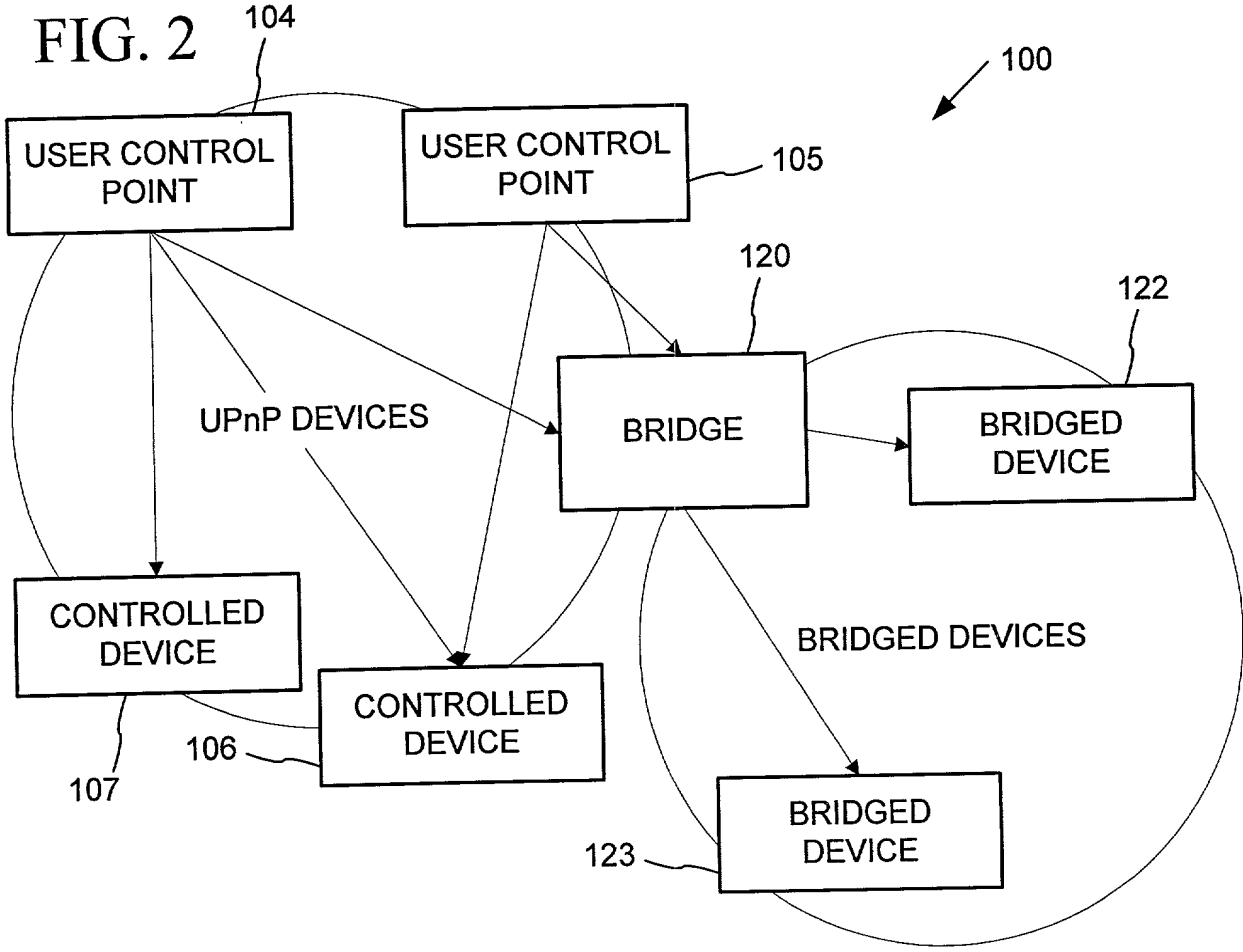 FIG. 2
104
100
USER CONTROL
POINT
USER CONTROL
POINT
105
120
122
UPnP DEVICES
BRIDGE
BRIDGED
DEVICE
CONTROLLED
DEVICE
BRIDGED DEVICES
CONTROLLED
DEVICE
106
107
BRIDGED
DEVICE
123